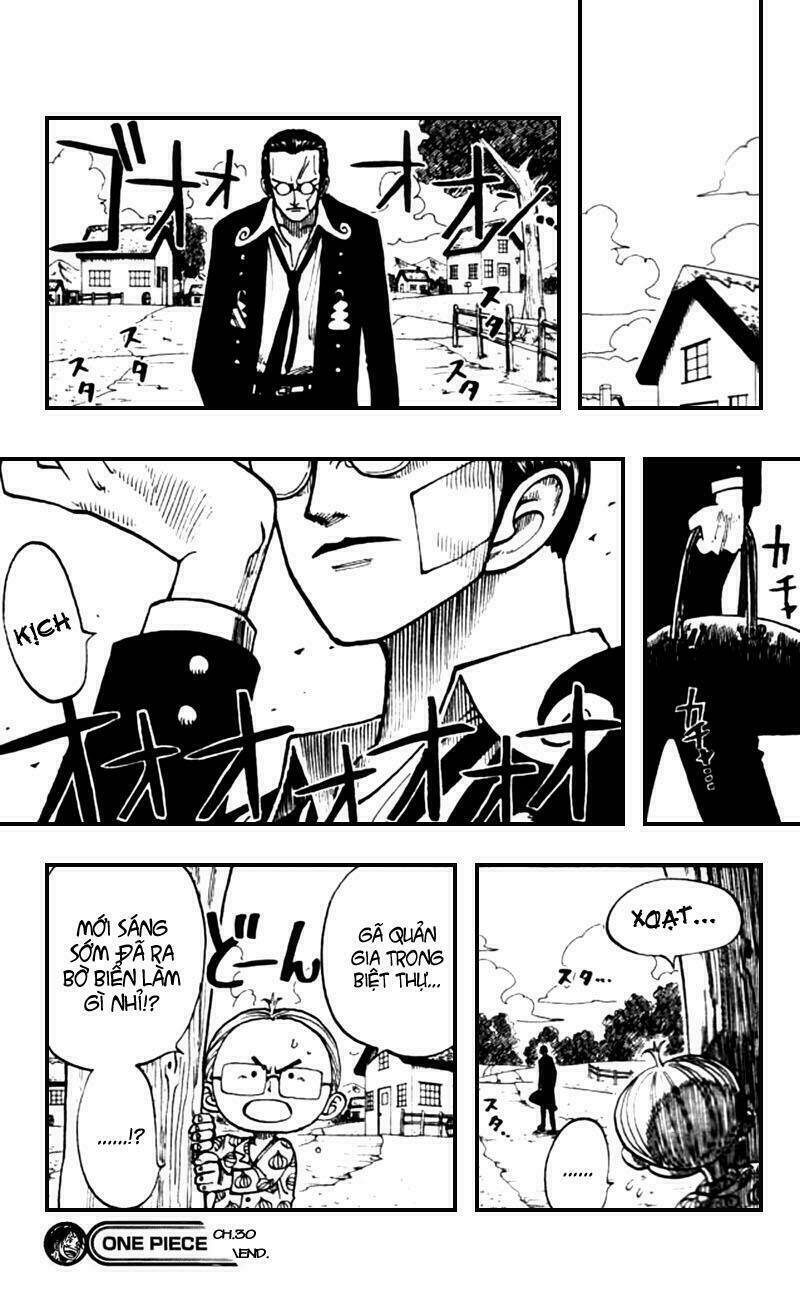 ゴオオオオン…
スタ
スタ
スタ
スタ
カチャ
カチャ…
KỊCH
オオオオオオオ
XOẠT...
スタ…
スタ…
.......
GÃ QUẢN
GIA TRONG
BIỆT THỰ...
どーん
MỚI SÁNG
SỚM ĐÃ RA
BỜ BIỂN LÀM
GÌ NHỈ!?
......!?
ONE PIECE
CH.30
\END.